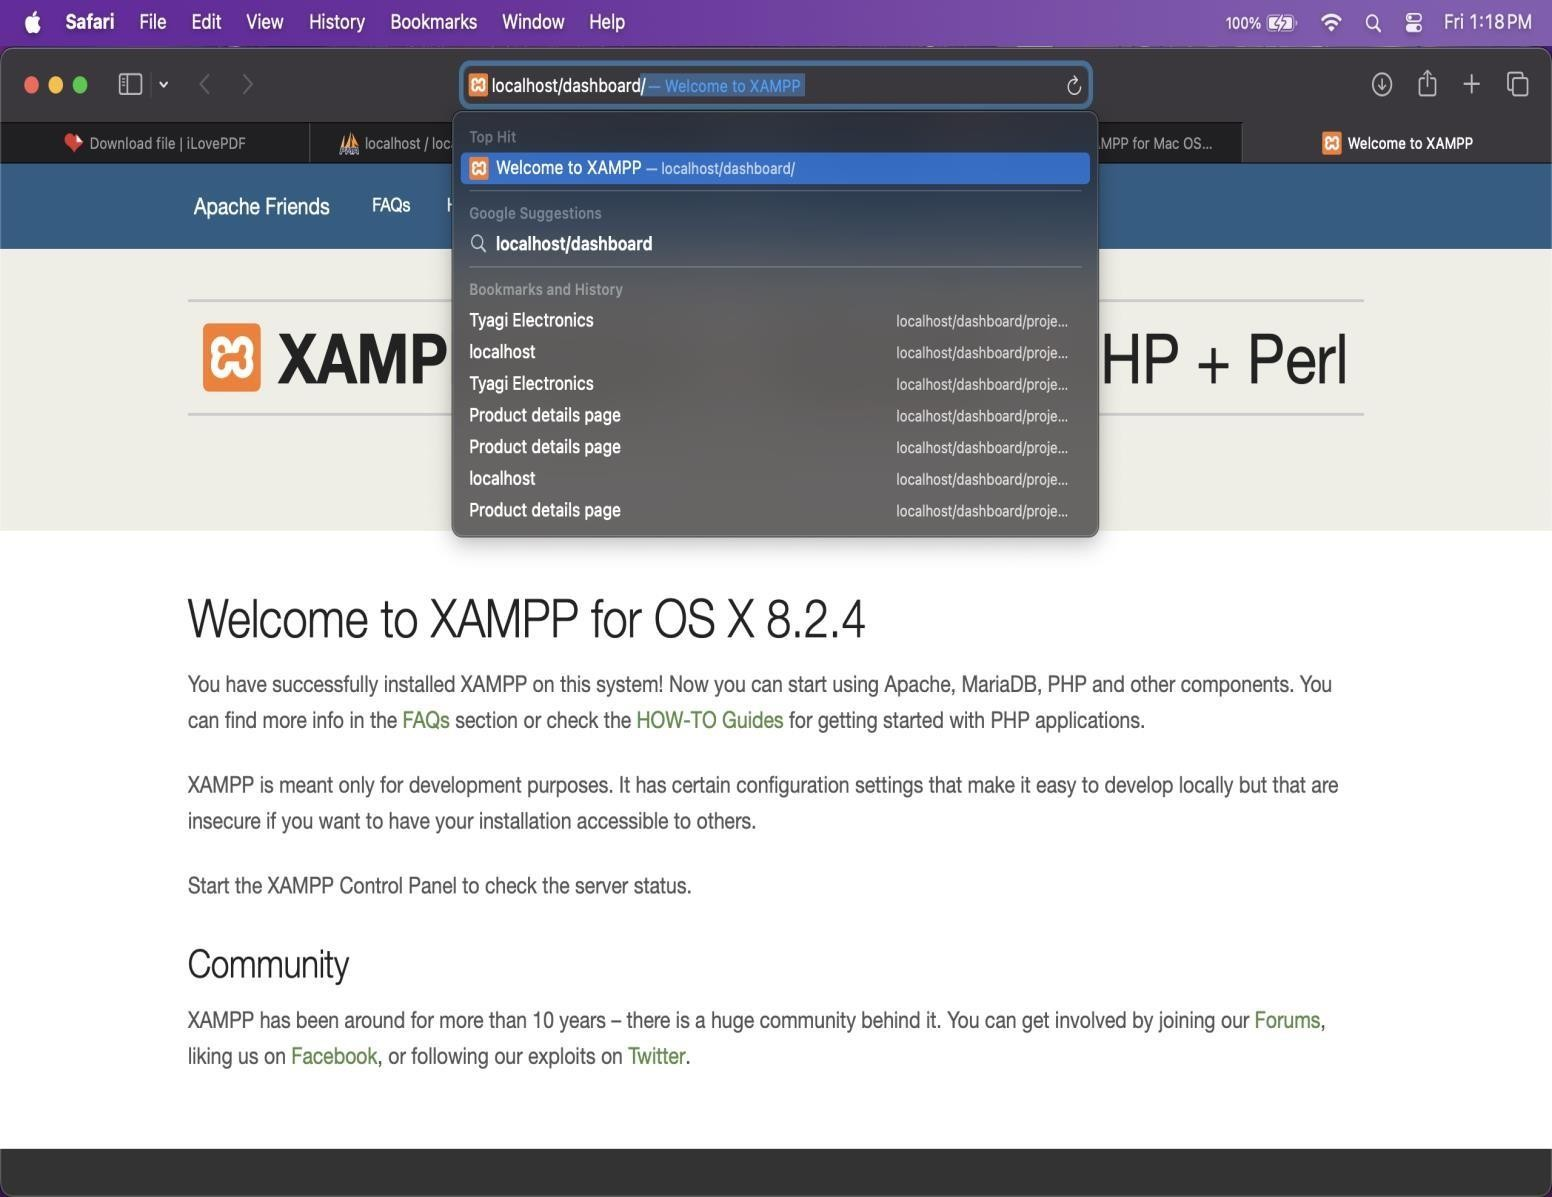 Safari File Edit View History Bookmarks Window Help 100% Fri 1:18 PM
localhost/dashboard/ — Welcome to XAMPP
Download file | iLovePDF localhost / loc MPP for Mac OS... Welcome to XAMPP
Top Hit
Welcome to XAMPP — localhost/dashboard/
Apache Friends FAQs
Google Suggestions
localhost/dashboard
Bookmarks and History
Tyagi Electronics localhost/dashboard/proje...
localhost localhost/dashboard/proje...
Tyagi Electronics localhost/dashboard/proje...
Product details page localhost/dashboard/proje...
Product details page localhost/dashboard/proje...
localhost localhost/dashboard/proje...
Product details page localhost/dashboard/proje...
XAMP HP + Perl
Welcome to XAMPP for OS X 8.2.4
You have successfully installed XAMPP on this system! Now you can start using Apache, MariaDB, PHP and other components. You
can find more info in the FAQs section or check the HOW-TO Guides for getting started with PHP applications.
XAMPP is meant only for development purposes. It has certain configuration settings that make it easy to develop locally but that are
insecure if you want to have your installation accessible to others.
Start the XAMPP Control Panel to check the server status.
Community
XAMPP has been around for more than 10 years – there is a huge community behind it. You can get involved by joining our Forums,
liking us on Facebook, or following our exploits on Twitter.